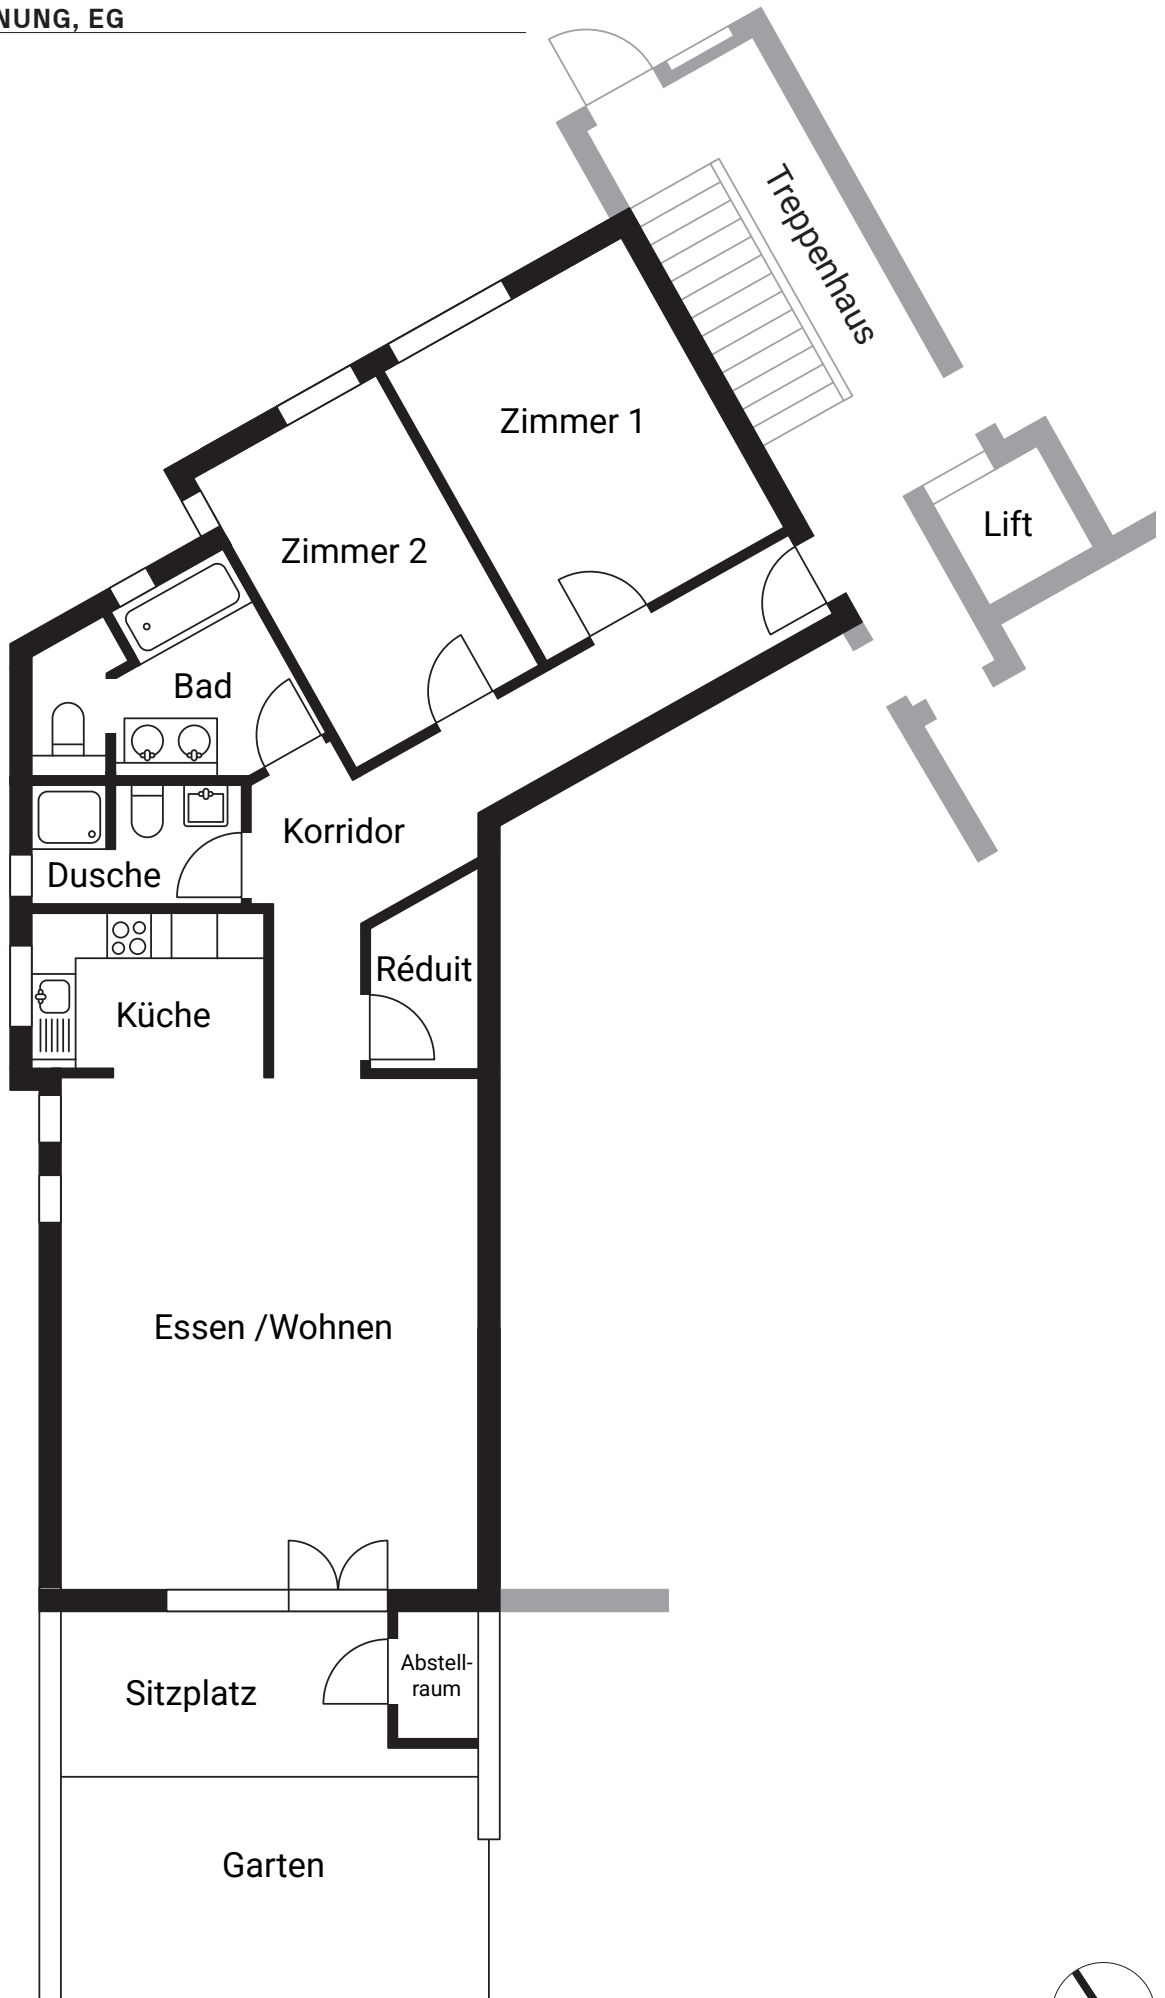 NUNG, EG
Treppenhaus
Zimmer 1
Lift
Zimmer 2
Bad
Korridor
Dusche
Réduit
Küche
Essen /Wohnen
Abstell-
raum
Sitzplatz
Garten